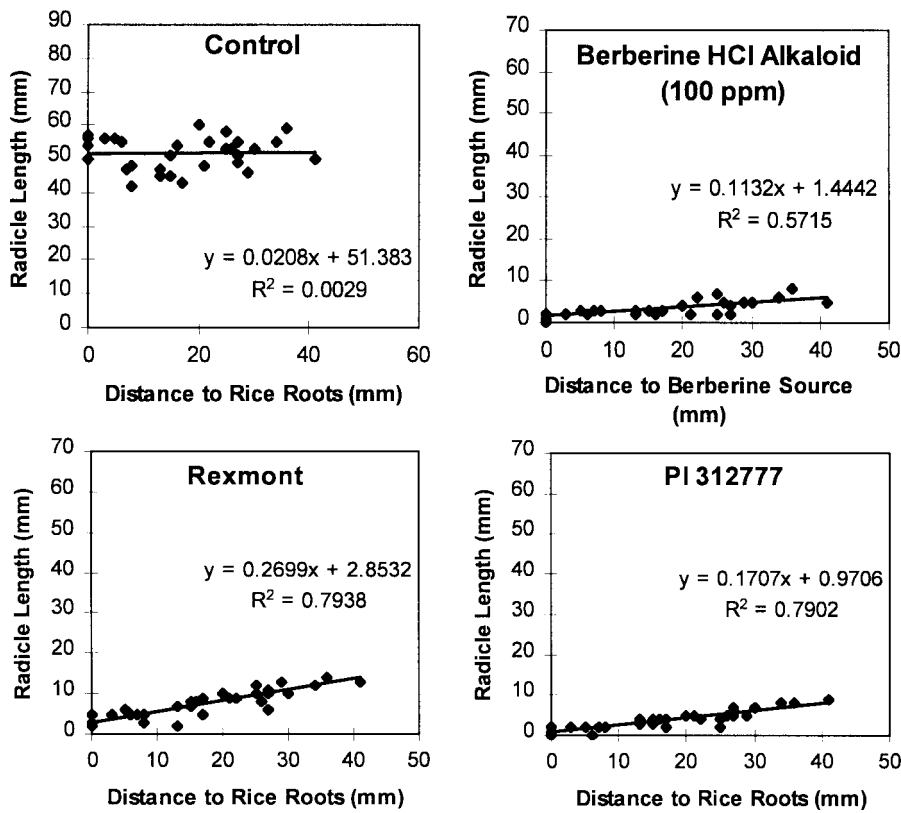 Control
90
80
70
60
50
40
30
20
10
0
Radicle Length (mm)
y = 0.0208x + 51.383
R² = 0.0029
0 20 40 60
Distance to Rice Roots (mm)
Berberine HCl Alkaloid
(100 ppm)
70
60
50
40
30
20
10
0
Radicle Length (mm)
y = 0.1132x + 1.4442
R² = 0.5715
0 10 20 30 40 50
Distance to Berberine Source
(mm)
Rexmont
70
60
50
40
30
20
10
0
Radicle Length (mm)
y = 0.2699x + 2.8532
R² = 0.7938
0 10 20 30 40 50
Distance to Rice Roots (mm)
PI 312777
70
60
50
40
30
20
10
0
Radicle Length (mm)
y = 0.1707x + 0.9706
R² = 0.7902
0 10 20 30 40 50
Distance to Rice Roots (mm)